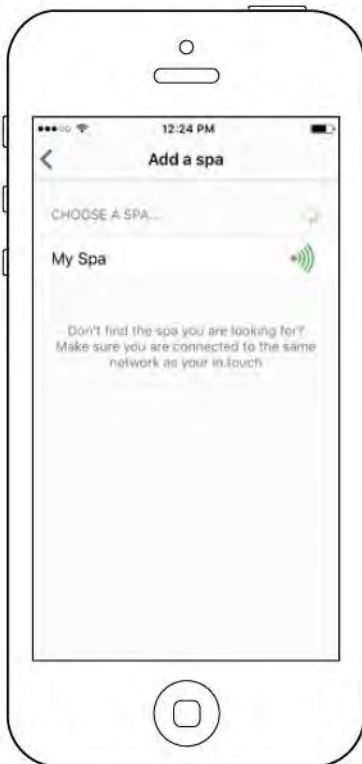 12:24 PM
Add a spa
CHOOSE A SPA...
My Spa
Don't find the spa you are looking for?
Make sure you are connected to the same
network as your in.touch